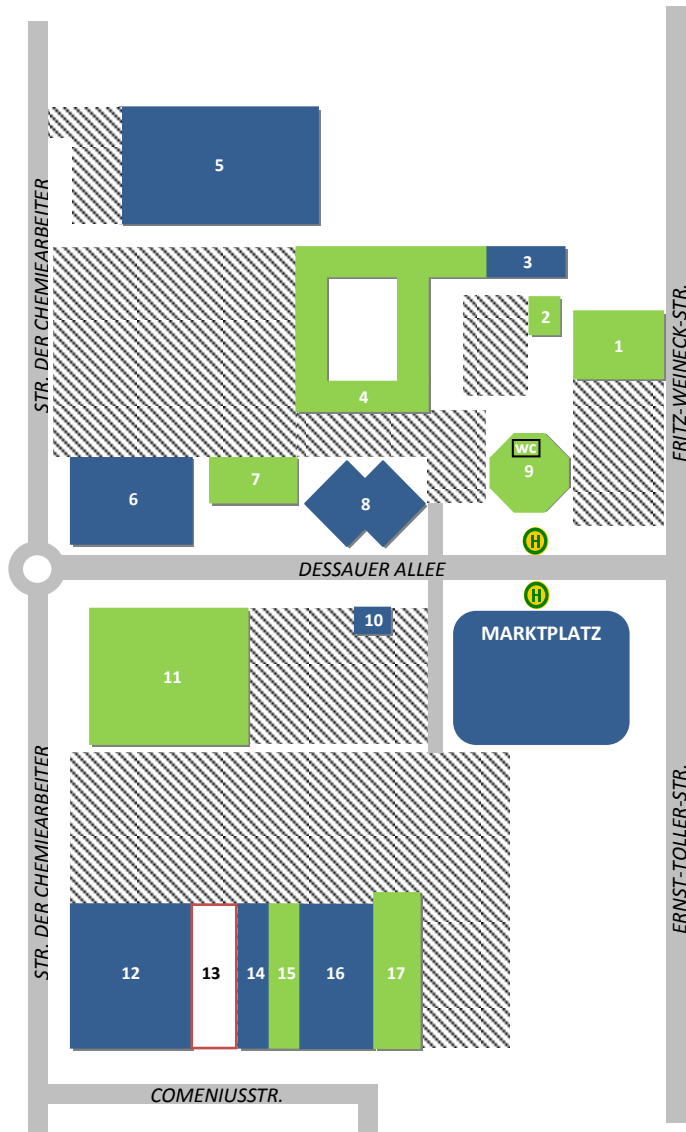 5
STR. DER CHEMIEARBEITER
3
2
1
FRITZ-WEINECK-STR.
4
WC
9
7
6
8
H
DESSAUER ALLEE
H
10
MARKTPLATZ
11
STR. DER CHEMIEARBEITER
ERNST-TOLLER-STR.
12
13
14
15
16
17
COMENIUSSTR.